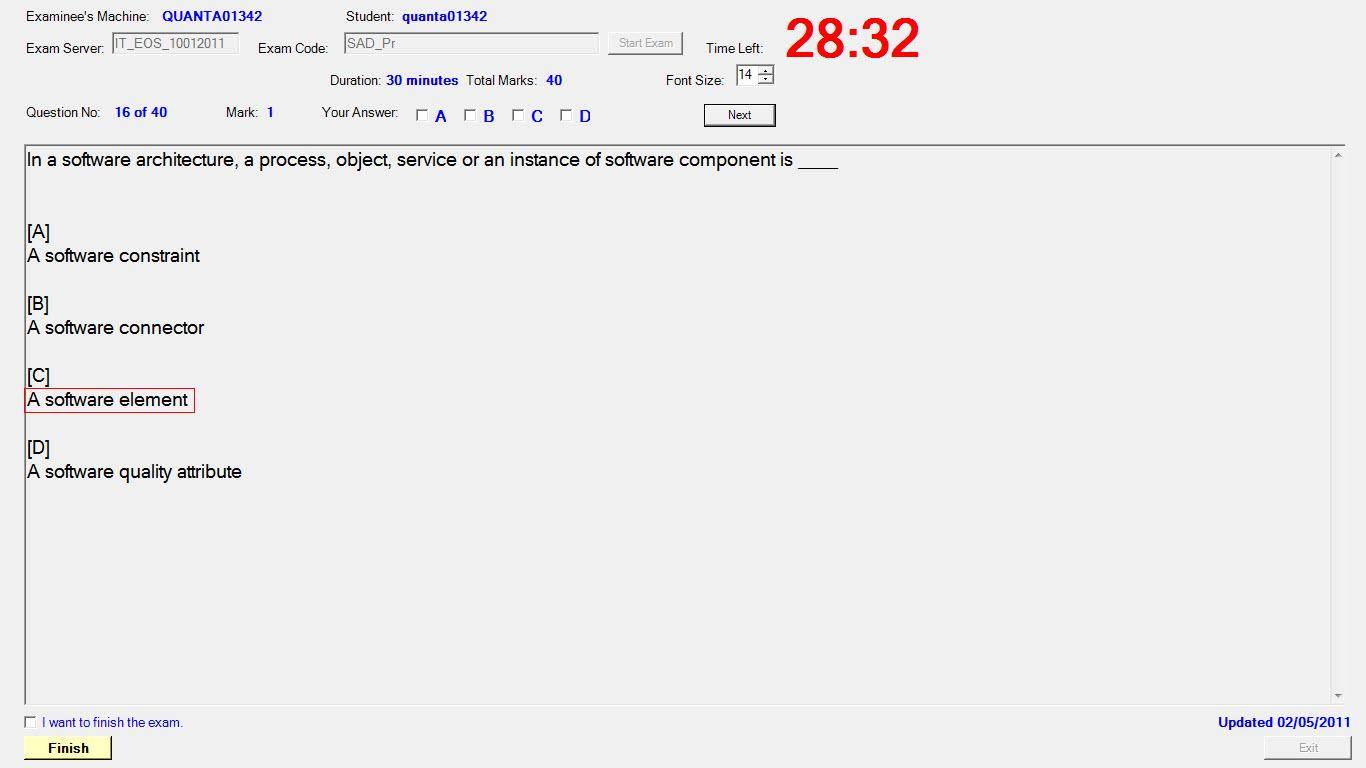 Examinee's Machine: QUANTA01342 Student: quanta01342
28:32
Exam Server: IT_EOS_10012011 Exam Code: SAD_Pr Start Exam Time Left:
Duration: 30 minutes Total Marks: 40 Font Size: 14
Question No: 16 of 40 Mark: 1 Your Answer: A B C D Next
In a software architecture, a process, object, service or an instance of software component is ____
[A]
A software constraint
[B]
A software connector
[C]
A software element
[D]
A software quality attribute
I want to finish the exam. Updated 02/05/2011
Finish Exit